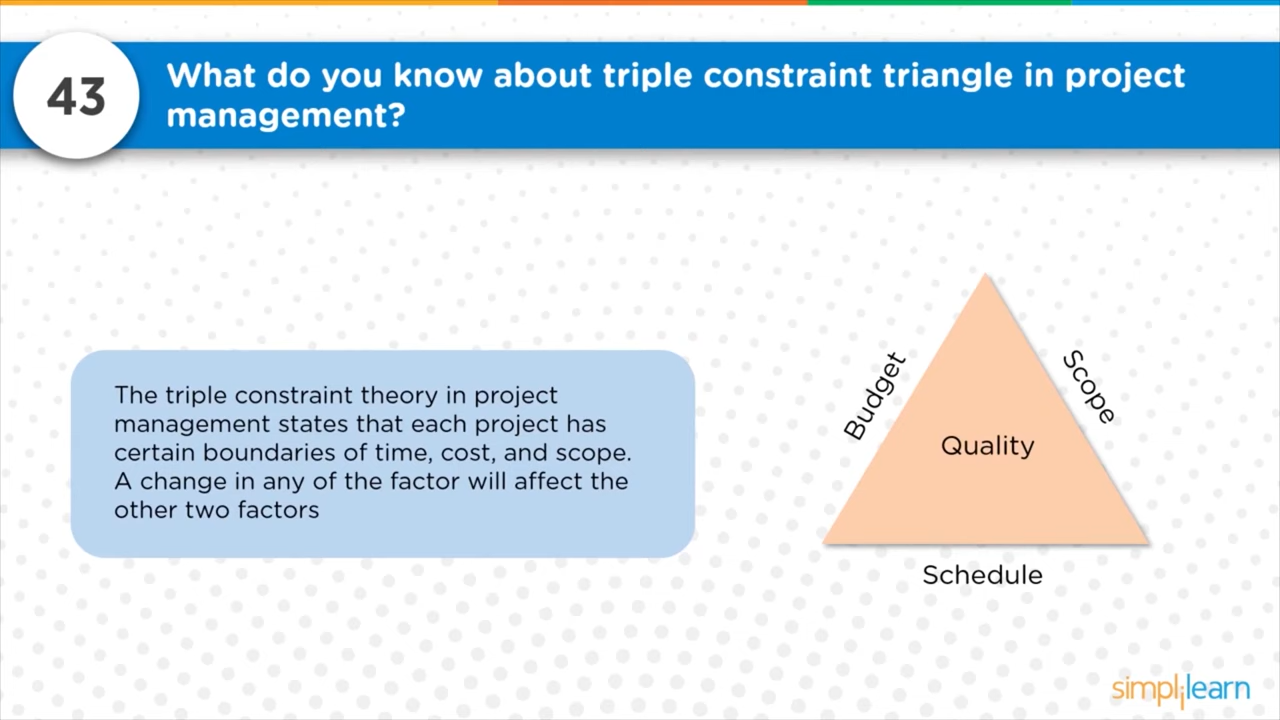 43
What do you know about triple constraint triangle in project
management?
The triple constraint theory in project
management states that each project has
certain boundaries of time, cost, and scope.
A change in any of the factor will affect the
other two factors
Budget
Scope
Quality
Schedule
simplilearn